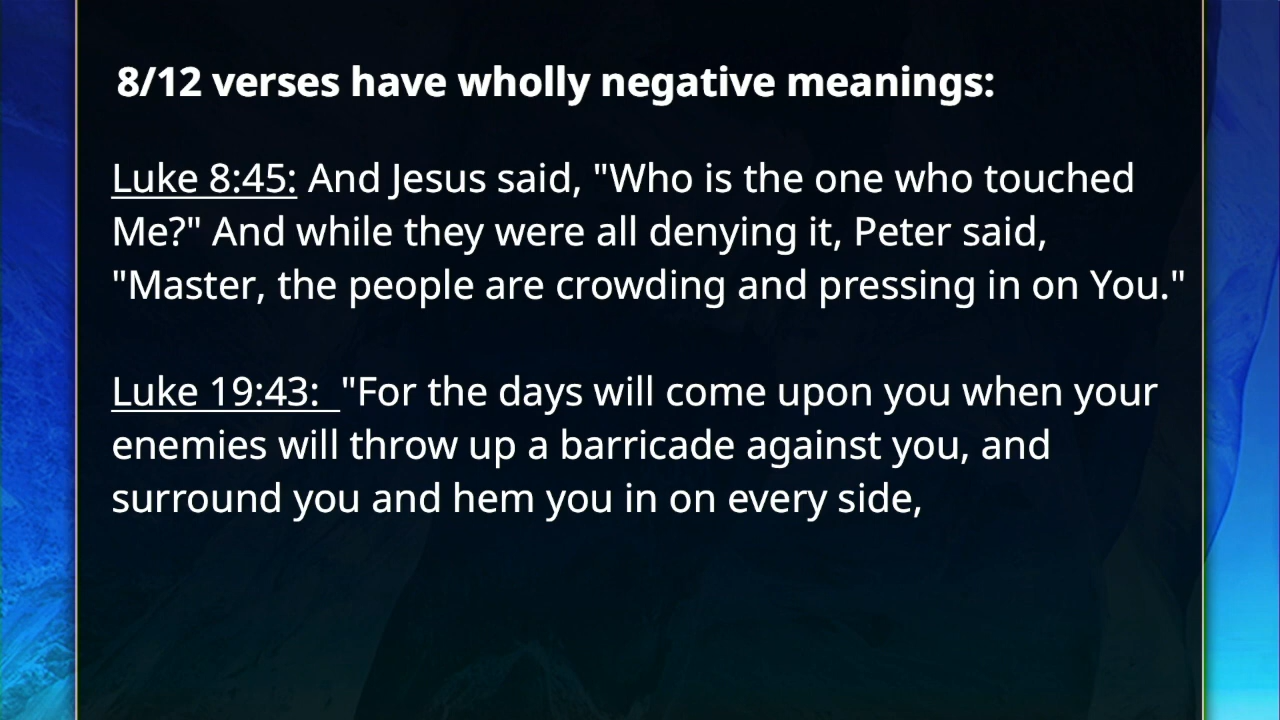 8/12 verses have wholly negative meanings:
Luke 8:45: And Jesus said, "Who is the one who touched
Me?" And while they were all denying it, Peter said,
"Master, the people are crowding and pressing in on You."
Luke 19:43: "For the days will come upon you when your
enemies will throw up a barricade against you, and
surround you and hem you in on every side,